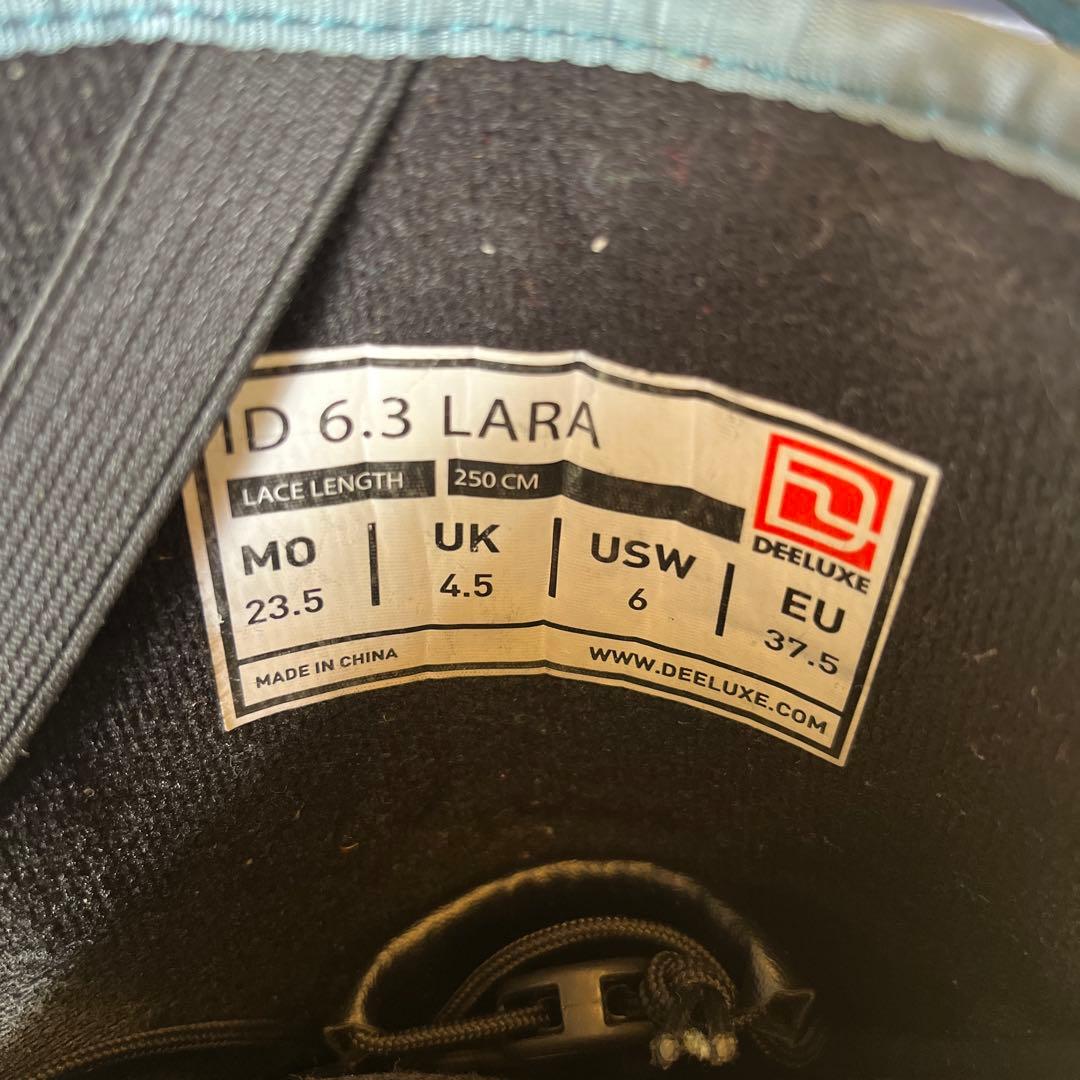 ID 6.3 LARA
LACE LENGTH 250 CM
DEELUXE
MO UK USW EU
23.5 4.5 6 37.5
MADE IN CHINA WWW.DEELUXE.COM